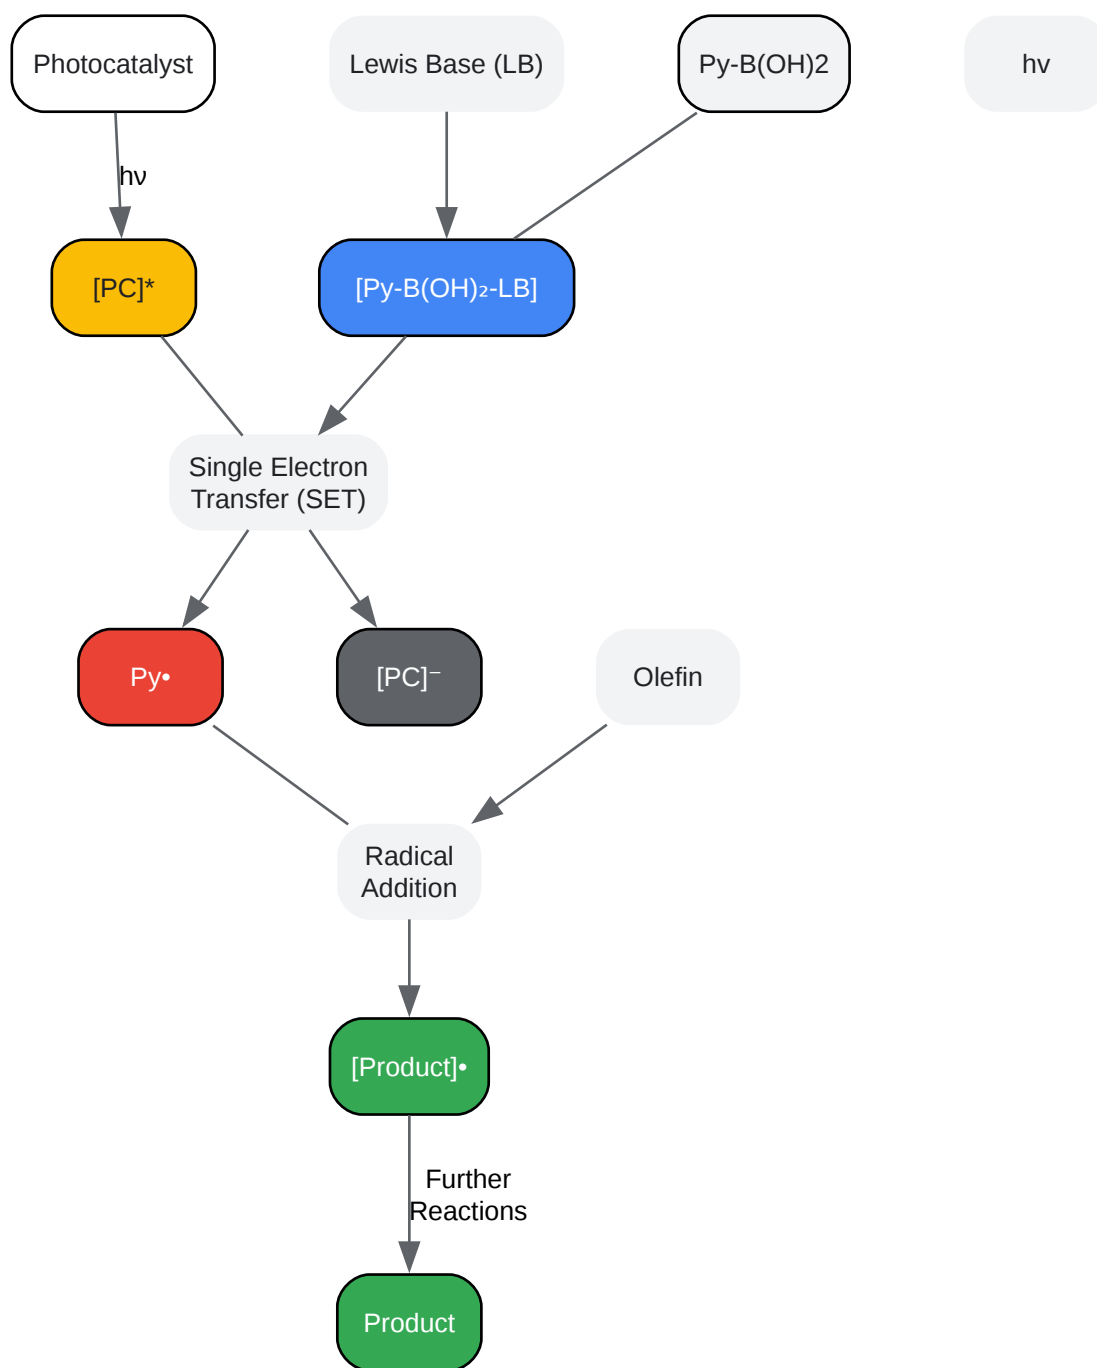 Photocatalyst
Lewis Base (LB)
Py-B(OH)2
hv
hν
[PC]*
[Py-B(OH)₂-LB]
Single Electron
Transfer (SET)
Py•
[PC]⁻
Olefin
Radical
Addition
[Product]•
Further
Reactions
Product